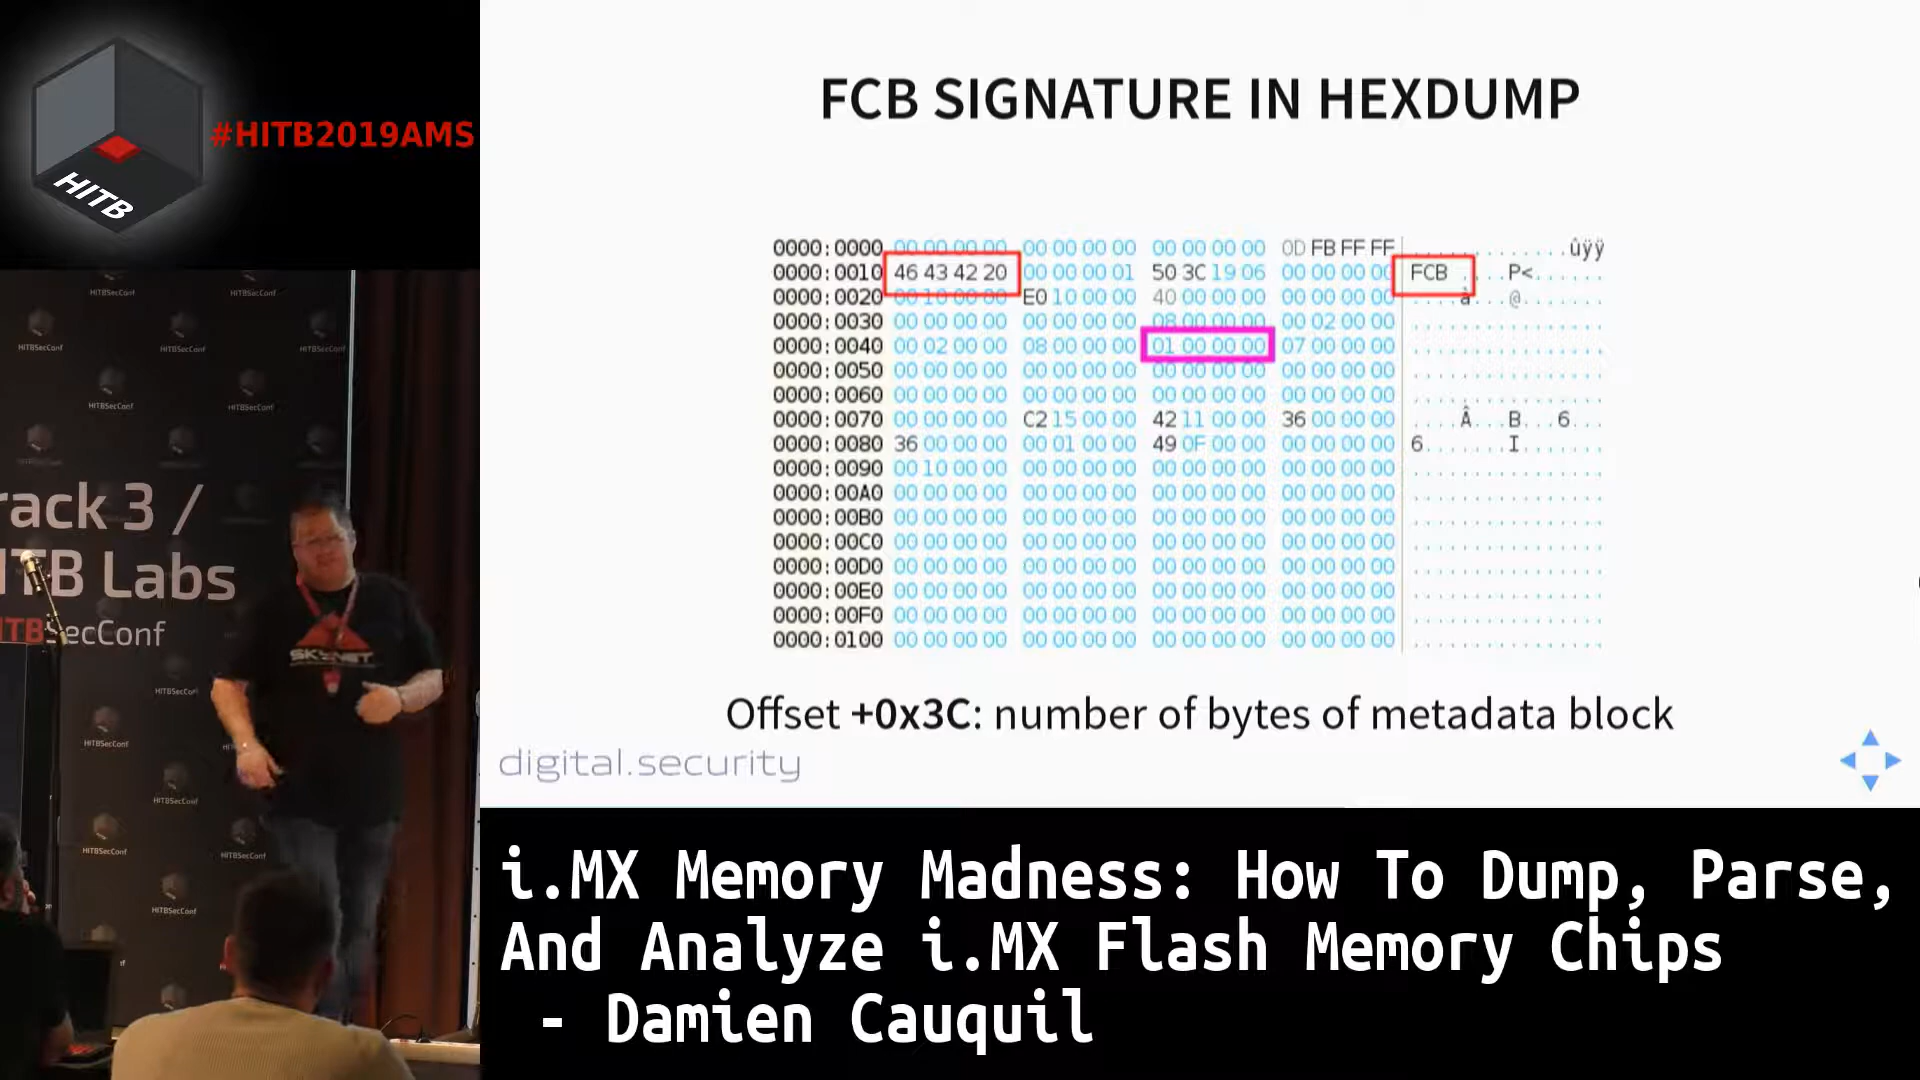 HITB
#HITB2019AMS
FCB SIGNATURE IN HEXDUMP
0000:0000 00 00 00 00 00 00 00 00 00 00 00 00 0D FB FF FF ............ .ûÿÿ
0000:0010 46 43 42 20 00 00 00 01 50 3C 19 06 00 00 00 00 FCB ....P<......
0000:0020 00 10 00 00 E0 10 00 00 40 00 00 00 00 00 00 00 ....à...@.......
0000:0030 00 00 00 00 00 00 00 00 08 00 00 00 00 02 00 00 ................
0000:0040 00 02 00 00 08 00 00 00 01 00 00 00 07 00 00 00 ................
0000:0050 00 00 00 00 00 00 00 00 00 00 00 00 00 00 00 00 ................
0000:0060 00 00 00 00 00 00 00 00 00 00 00 00 00 00 00 00 ................
0000:0070 00 00 00 00 C2 15 00 00 42 11 00 00 36 00 00 00 ....Â...B...6...
0000:0080 36 00 00 00 00 01 00 00 49 0F 00 00 00 00 00 00 6.......I.......
0000:0090 00 10 00 00 00 00 00 00 00 00 00 00 00 00 00 00 ................
0000:00A0 00 00 00 00 00 00 00 00 00 00 00 00 00 00 00 00 ................
0000:00B0 00 00 00 00 00 00 00 00 00 00 00 00 00 00 00 00 ................
0000:00C0 00 00 00 00 00 00 00 00 00 00 00 00 00 00 00 00 ................
0000:00D0 00 00 00 00 00 00 00 00 00 00 00 00 00 00 00 00 ................
0000:00E0 00 00 00 00 00 00 00 00 00 00 00 00 00 00 00 00 ................
0000:00F0 00 00 00 00 00 00 00 00 00 00 00 00 00 00 00 00 ................
0000:0100 00 00 00 00 00 00 00 00 00 00 00 00 00 00 00 00 ................
Offset +0x3C: number of bytes of metadata block
digital.security
HITBSecConf HITBSecConf
HITBSecConf HITBSecConf HITBSecConf
HITBSecConf HITBSecConf
rack 3 /
ITB Labs
ITBSecConf
SKYNET
HITBSecConf
HITBSecConf
HITBSecConf
HITBSecConf HITBSecConf
HITBSecConf
i.MX Memory Madness: How To Dump, Parse,
And Analyze i.MX Flash Memory Chips
- Damien Cauquil